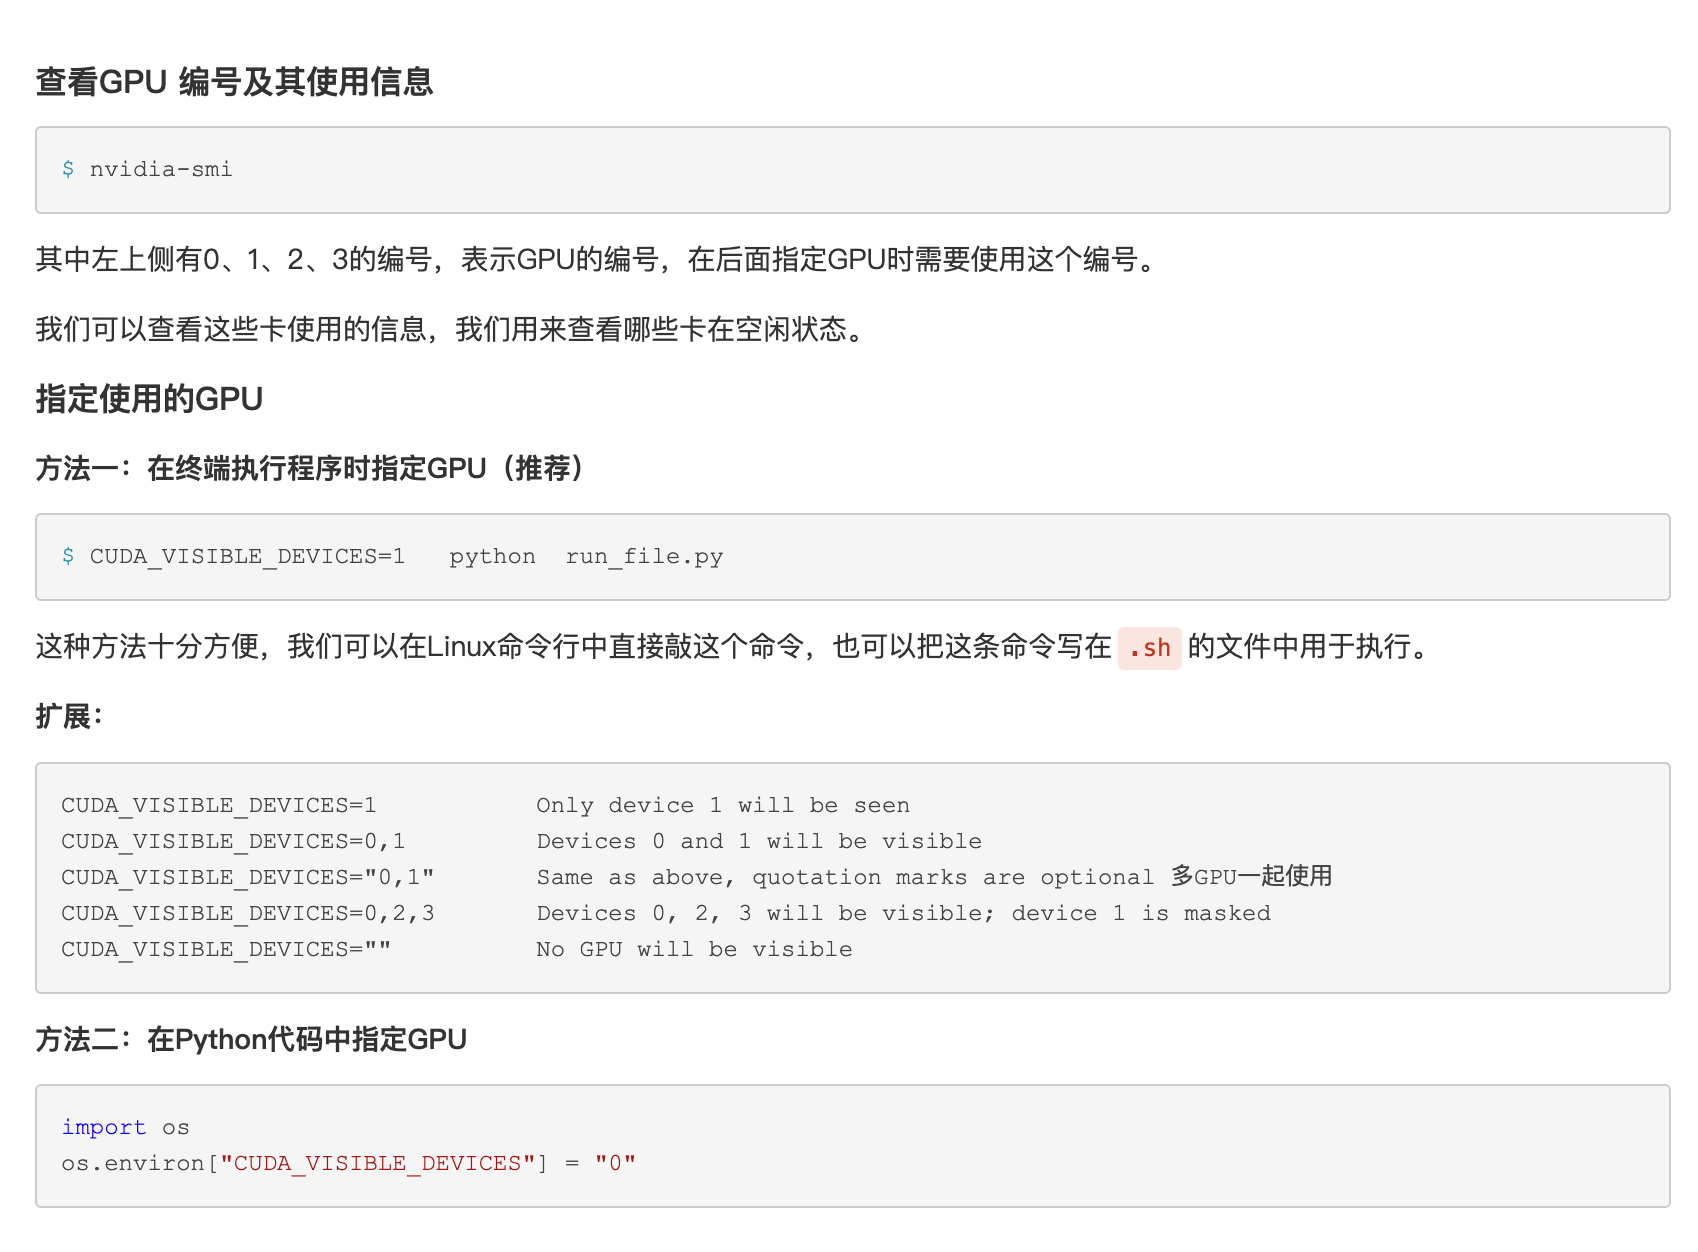 查看GPU 编号及其使用信息
$ nvidia-smi
其中左上侧有0、1、2、3的编号，表示GPU的编号，在后面指定GPU时需要使用这个编号。
我们可以查看这些卡使用的信息，我们用来查看哪些卡在空闲状态。
指定使用的GPU
方法一：在终端执行程序时指定GPU（推荐）
$ CUDA_VISIBLE_DEVICES=1   python  run_file.py
这种方法十分方便，我们可以在Linux命令行中直接敲这个命令，也可以把这条命令写在 .sh 的文件中用于执行。
扩展：
CUDA_VISIBLE_DEVICES=1           Only device 1 will be seen
CUDA_VISIBLE_DEVICES=0,1         Devices 0 and 1 will be visible
CUDA_VISIBLE_DEVICES="0,1"       Same as above, quotation marks are optional 多GPU一起使用
CUDA_VISIBLE_DEVICES=0,2,3       Devices 0, 2, 3 will be visible; device 1 is masked
CUDA_VISIBLE_DEVICES=""          No GPU will be visible
方法二：在Python代码中指定GPU
import os
os.environ["CUDA_VISIBLE_DEVICES"] = "0"